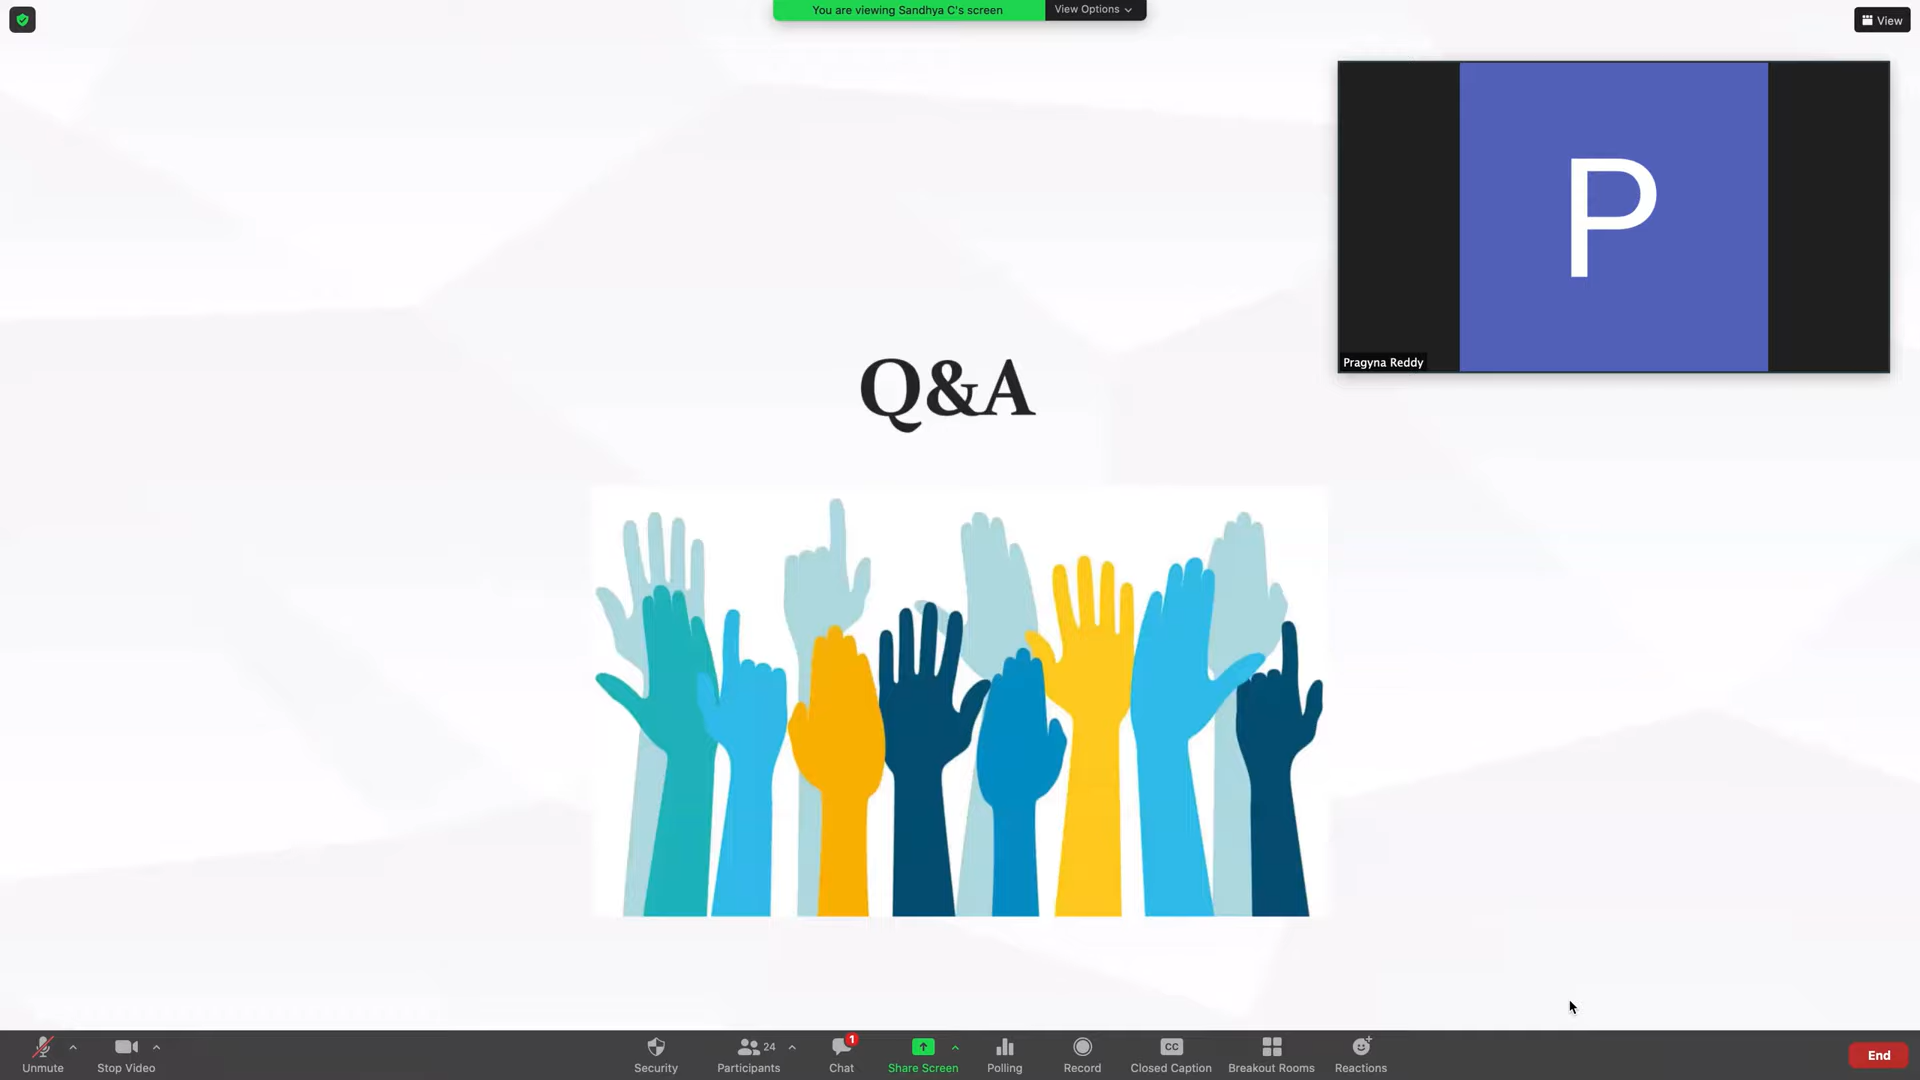 You are viewing Sandhya C's screen
View Options
View
P
Pragyna Reddy
Q&A
Unmute
Stop Video
Security
24
Participants
1
Chat
Share Screen
Polling
Record
CC
Closed Caption
Breakout Rooms
Reactions
End